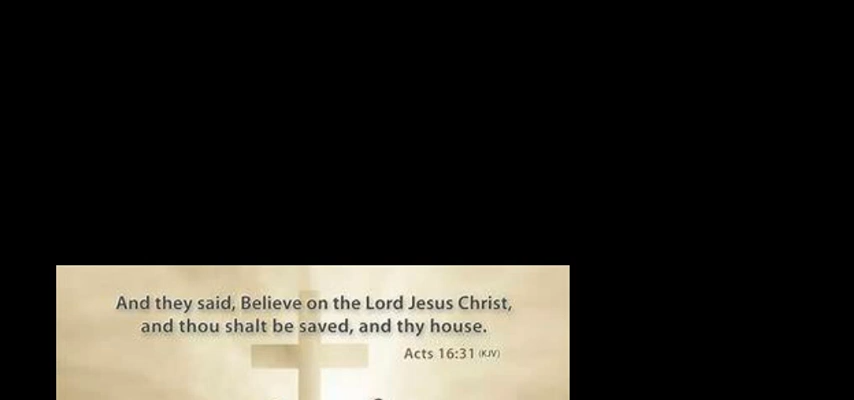 And they said, Believe on the Lord Jesus Christ,
and thou shalt be saved, and thy house.
Acts 16:31 (KJV)